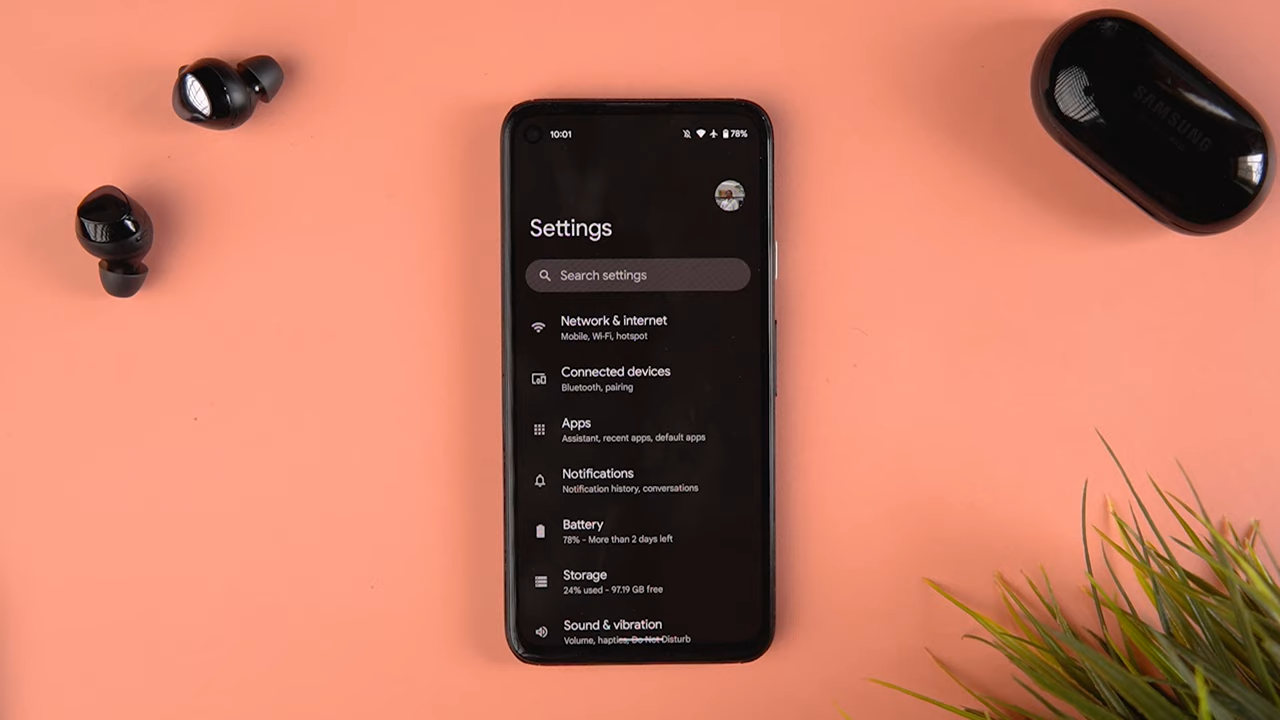 10:01
78%
SAMSUNG
Settings
Search settings
Network & internet
Mobile, Wi-Fi, hotspot
Connected devices
Bluetooth, pairing
Apps
Assistant, recent apps, default apps
Notifications
Notification history, conversations
Battery
78% - More than 2 days left
Storage
24% used - 97.19 GB free
Sound & vibration
Volume, haptics, Do Not Disturb